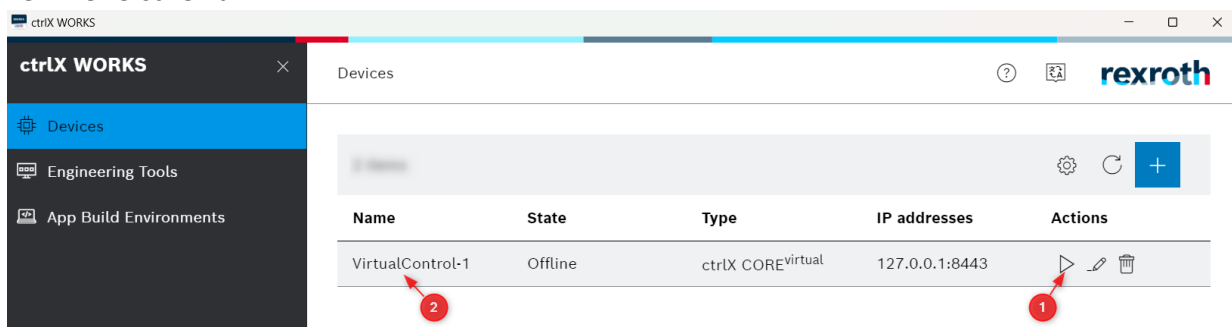 ctrlX WORKS
ctrlX WORKS
Devices
rexroth
Devices
Engineering Tools
App Build Environments
Name State Type IP addresses Actions
VirtualControl-1 Offline ctrlX COREvirtual 127.0.0.1:8443
2 1